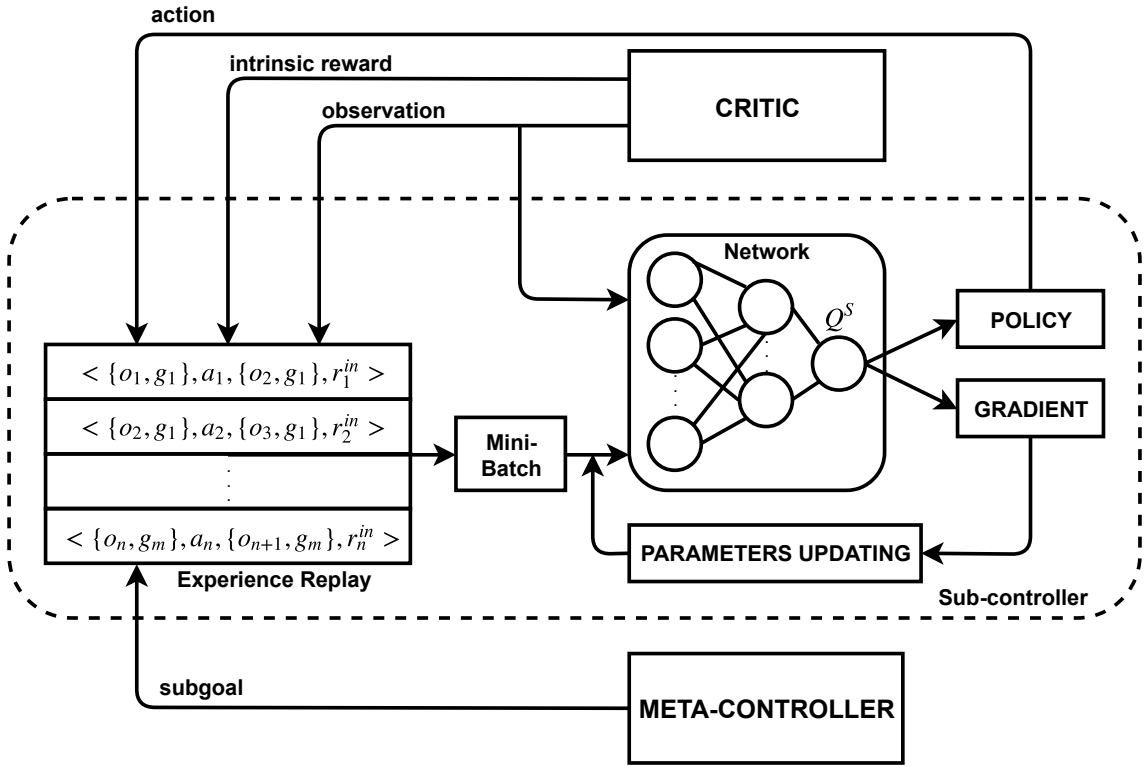 action
intrinsic reward
CRITIC
observation
Network
Q^S
POLICY
< {o_1, g_1}, a_1, {o_2, g_1}, r_1^{in} >
GRADIENT
< {o_2, g_1}, a_2, {o_3, g_1}, r_2^{in} >
Mini-
Batch
< {o_n, g_m}, a_n, {o_{n+1}, g_m}, r_n^{in} >
PARAMETERS UPDATING
Experience Replay
Sub-controller
subgoal
META-CONTROLLER